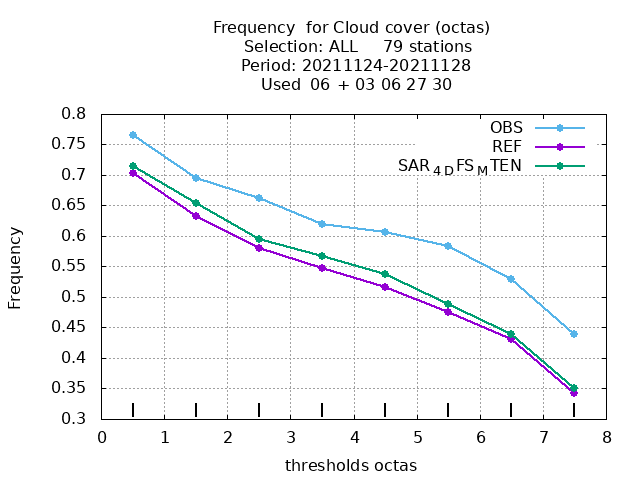 Frequency  for Cloud cover (octas)
Selection: ALL     79 stations
Period: 20211124-20211128
Used  06  + 03 06 27 30
0.8
0.75
0.7
0.65
0.6
0.55
0.5
0.45
0.4
0.35
0.3
Frequency
OBS
REF
SAR4DFSMTEN
0 1 2 3 4 5 6 7 8
thresholds octas